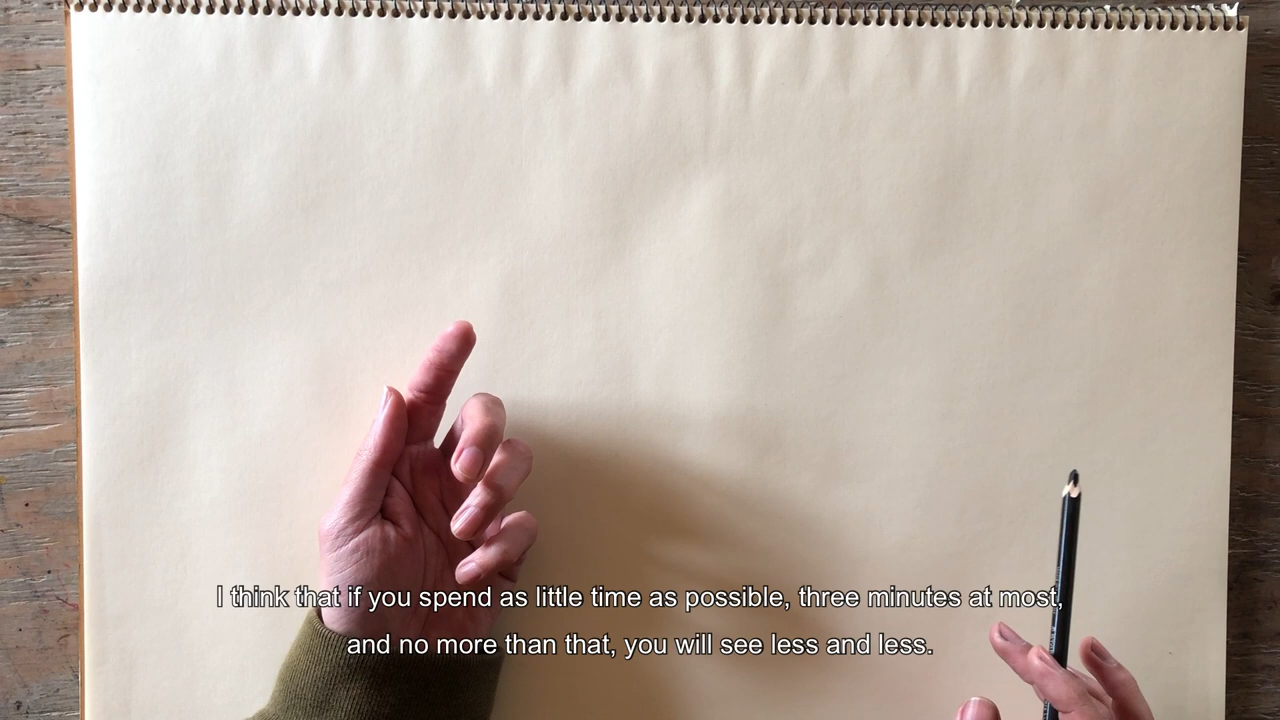 I think that if you spend as little time as possible, three minutes at most,
and no more than that, you will see less and less.